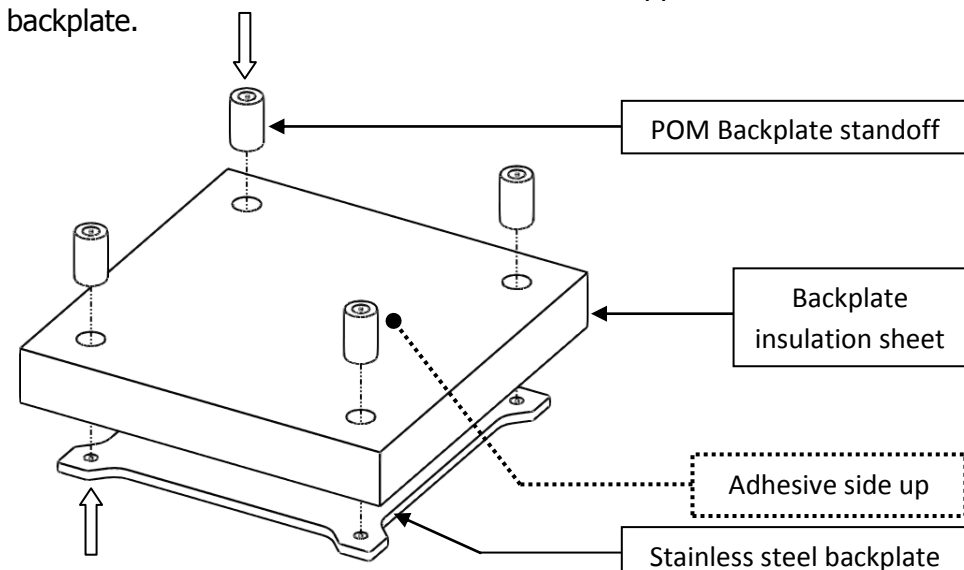 backplate.
POM Backplate standoff
Backplate
insulation sheet
Adhesive side up
Stainless steel backplate